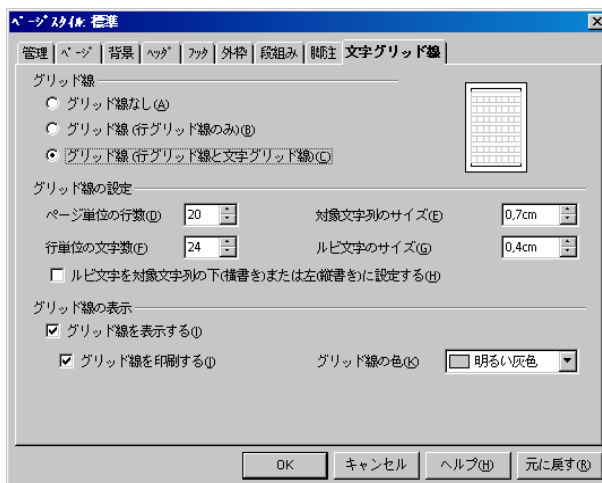 ページスタイル: 標準
管理 ページ 背景 ヘッダ フッタ 外枠 段組み 脚注 文字グリッド線
グリッド線
グリッド線なし(A)
グリッド線(行グリッド線のみ)(B)
グリッド線(行グリッド線と文字グリッド線)(C)
グリッド線の設定
ページ単位の行数(D) 20 対象文字列のサイズ(E) 0,7cm
行単位の文字数(F) 24 ルビ文字のサイズ(G) 0,4cm
ルビ文字を対象文字列の下(横書き)または左(縦書き)に設定する(H)
グリッド線の表示
グリッド線を表示する(I)
グリッド線を印刷する(J) グリッド線の色(K) 明るい灰色
OK キャンセル ヘルプ(H) 元に戻す(R)